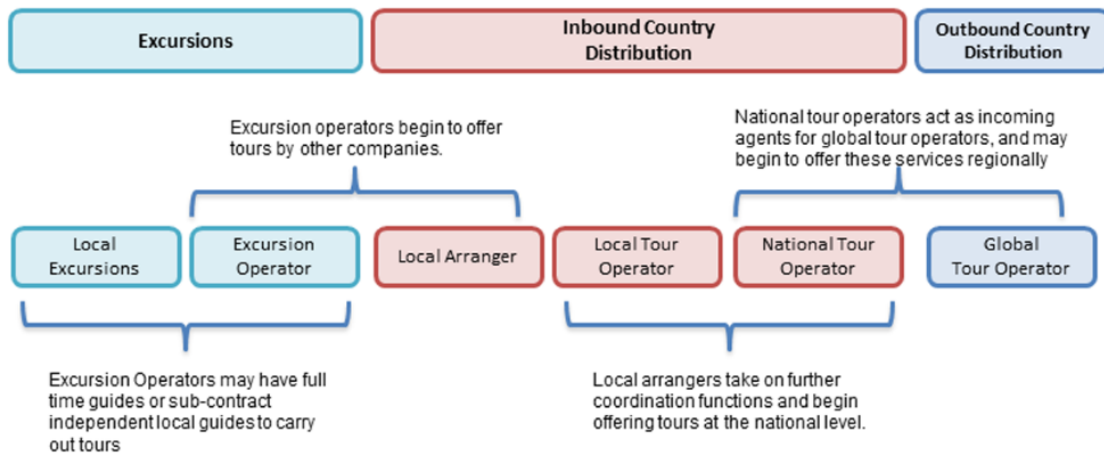 Excursions
Inbound Country
Distribution
Outbound Country
Distribution
Excursion operators begin to offer
tours by other companies.
National tour operators act as incoming
agents for global tour operators, and may
begin to offer these services regionally
Local
Excursions
Excursion
Operator
Local Arranger
Local Tour
Operator
National Tour
Operator
Global
Tour Operator
Excursion Operators may have full
time guides or sub-contract
independent local guides to carry
out tours
Local arrangers take on further
coordination functions and begin
offering tours at the national level.